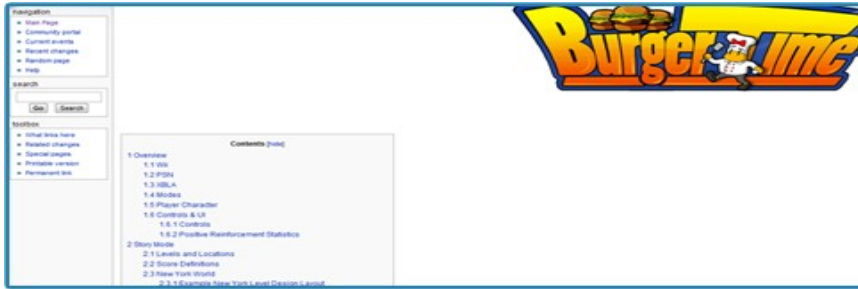 navigation
Main Page
Community portal
Current events
Recent changes
Random page
Help
search
Go Search
toolbox
What links here
Related changes
Special pages
Printable version
Permanent link
Burger Time
Contents [hide]
1 Overview
1.1 Wii
1.2 PSN
1.3 XBLA
1.4 Modes
1.5 Player Character
1.6 Controls & UI
1.6.1 Controls
1.6.2 Positive Reinforcement Statistics
2 Story Mode
2.1 Levels and Locations
2.2 Score Definitions
2.3 New York World
2.3.1 Example New York Level Design Layout